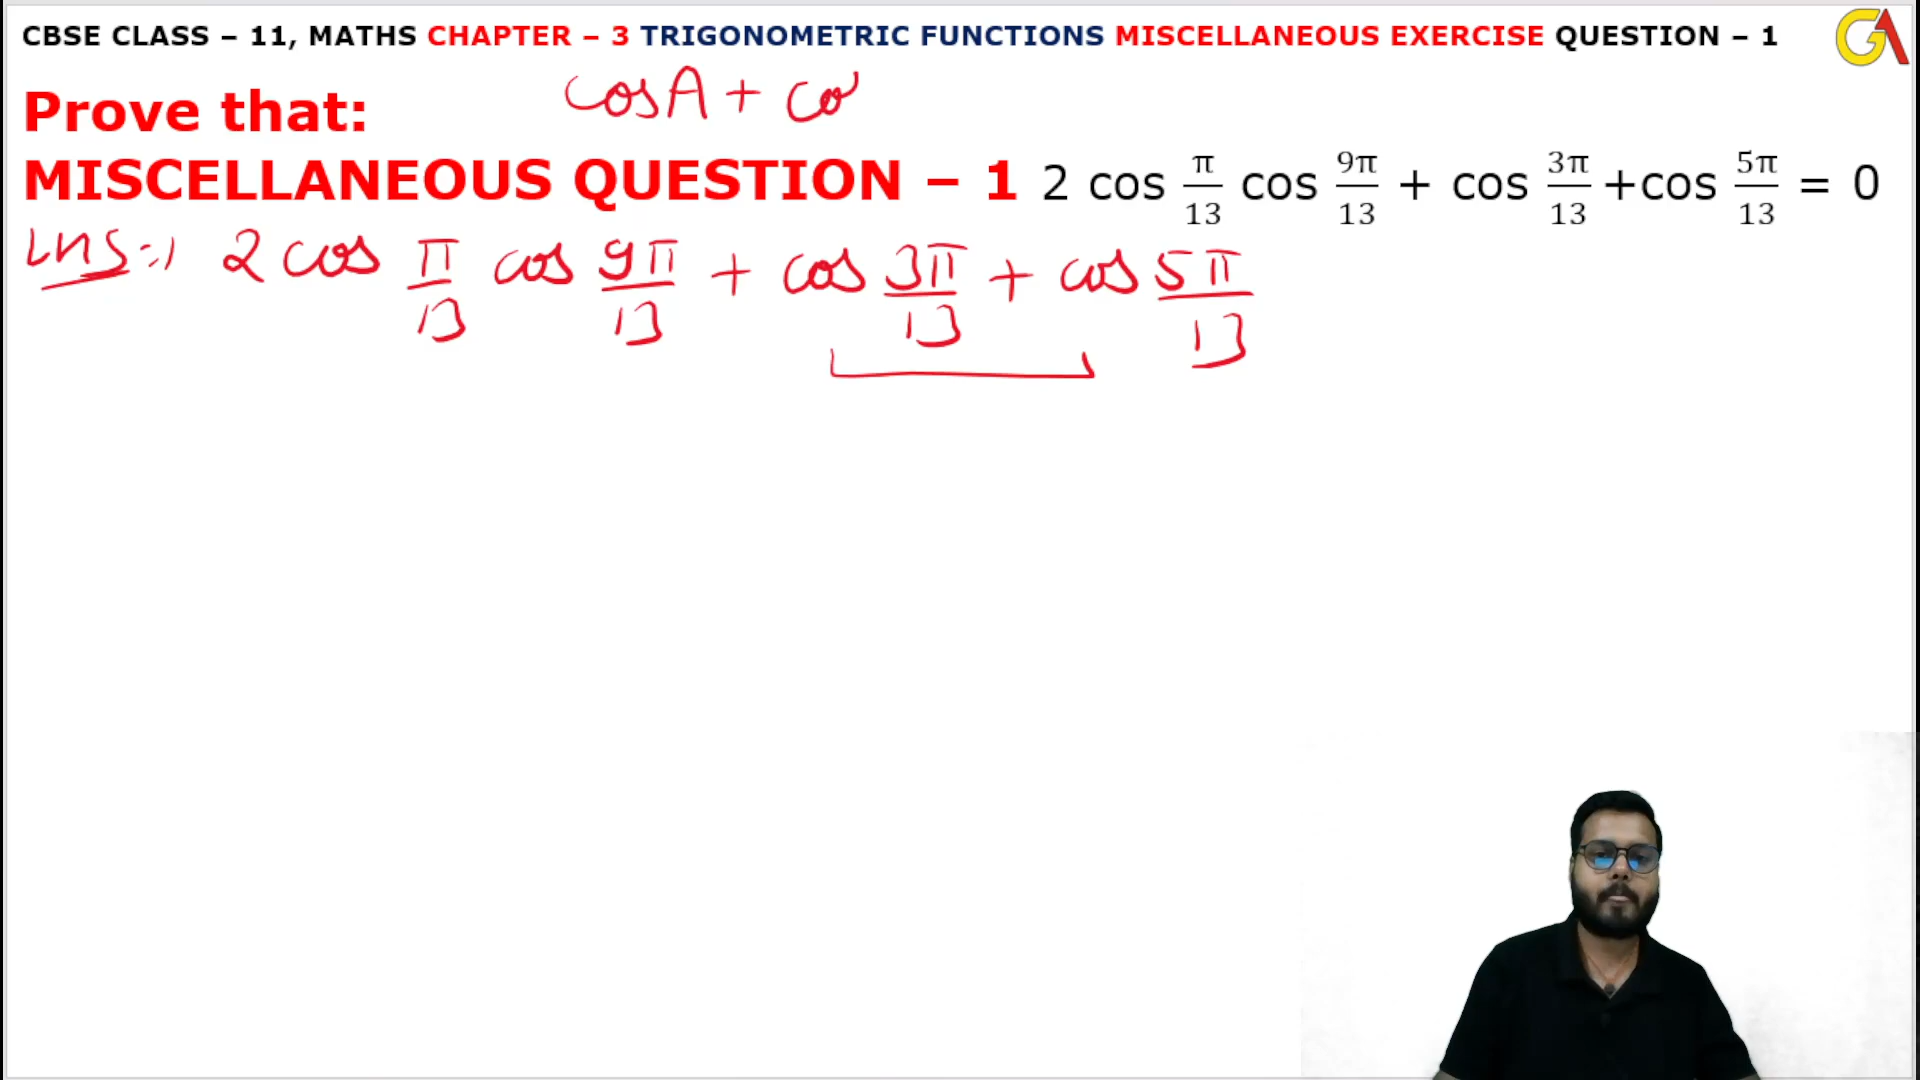 CBSE CLASS – 11, MATHS CHAPTER – 3 TRIGONOMETRIC FUNCTIONS MISCELLANEOUS EXERCISE QUESTION – 1
GA
Prove that:
cosA + co
MISCELLANEOUS QUESTION – 1 2 cos π/13 cos 9π/13 + cos 3π/13 +cos 5π/13 = 0
Ans:- 2 cos π/13 cos 9π/13 + cos 3π/13 + cos 5π/13